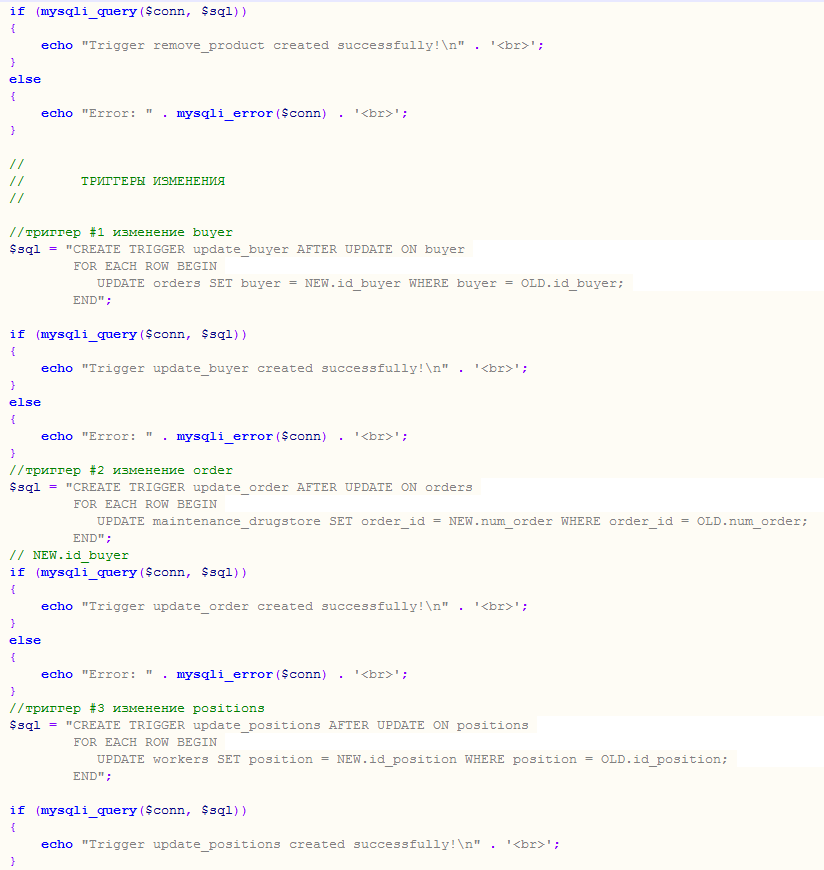 if (mysqli_query($conn, $sql))
{
    echo "Trigger remove_product created successfully!\n" . '<br>';
}
else
{
    echo "Error: " . mysqli_error($conn) . '<br>';
}

//
//       ТРИГГЕРЫ ИЗМЕНЕНИЯ
//

//триггер #1 изменение buyer
$sql = "CREATE TRIGGER update_buyer AFTER UPDATE ON buyer
        FOR EACH ROW BEGIN
           UPDATE orders SET buyer = NEW.id_buyer WHERE buyer = OLD.id_buyer;
        END";

if (mysqli_query($conn, $sql))
{
    echo "Trigger update_buyer created successfully!\n" . '<br>';
}
else
{
    echo "Error: " . mysqli_error($conn) . '<br>';
}
//триггер #2 изменение order
$sql = "CREATE TRIGGER update_order AFTER UPDATE ON orders
        FOR EACH ROW BEGIN
           UPDATE maintenance_drugstore SET order_id = NEW.num_order WHERE order_id = OLD.num_order;
        END";
// NEW.id_buyer
if (mysqli_query($conn, $sql))
{
    echo "Trigger update_order created successfully!\n" . '<br>';
}
else
{
    echo "Error: " . mysqli_error($conn) . '<br>';
}
//триггер #3 изменение positions
$sql = "CREATE TRIGGER update_positions AFTER UPDATE ON positions
        FOR EACH ROW BEGIN
           UPDATE workers SET position = NEW.id_position WHERE position = OLD.id_position;
        END";

if (mysqli_query($conn, $sql))
{
    echo "Trigger update_positions created successfully!\n" . '<br>';
}